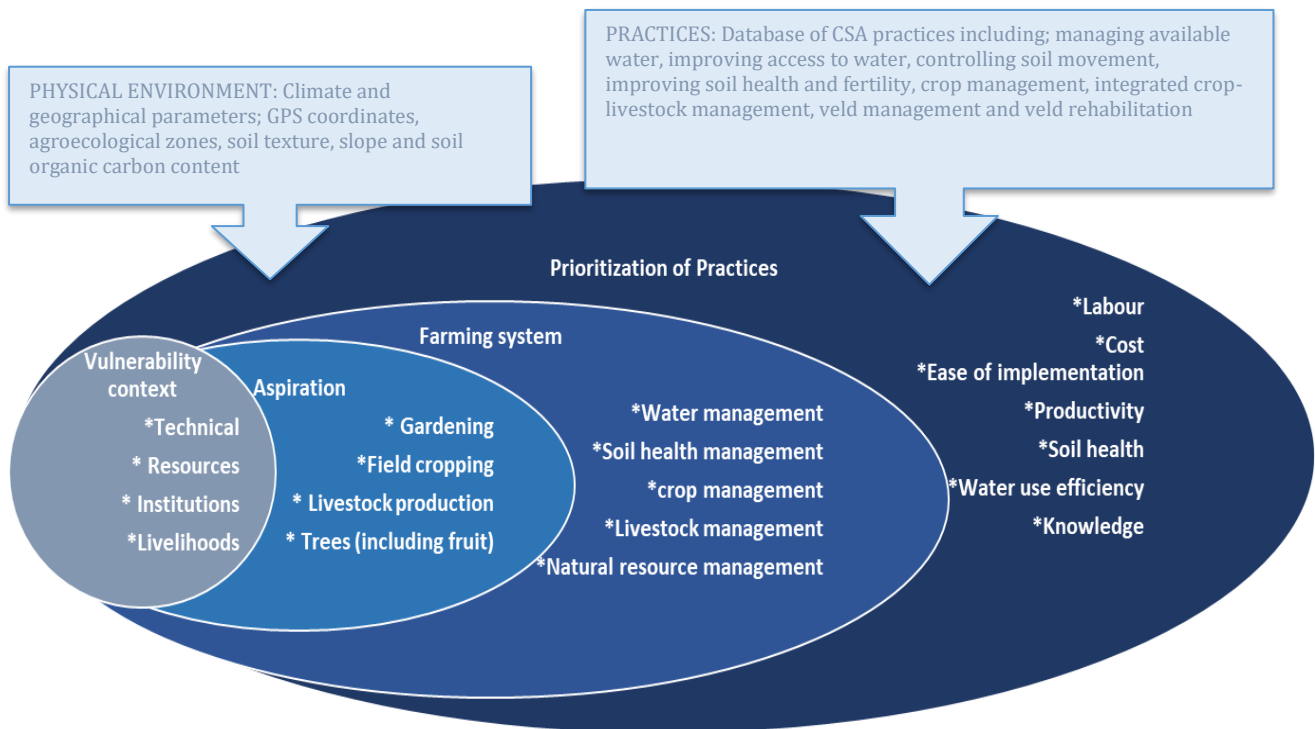 PHYSICAL ENVIRONMENT: Climate and
geographical parameters; GPS coordinates,
agroecological zones, soil texture, slope and soil
organic carbon content
PRACTICES: Database of CSA practices including; managing available
water, improving access to water, controlling soil movement,
improving soil health and fertility, crop management, integrated crop-
livestock management, veld management and veld rehabilitation
Prioritization of Practices
*Labour
*Cost
*Ease of implementation
*Productivity
*Soil health
*Water use efficiency
*Knowledge
Farming system
*Water management
*Soil health management
*crop management
*Livestock management
*Natural resource management
Aspiration
* Gardening
*Field cropping
* Livestock production
* Trees (including fruit)
Vulnerability
context
*Technical
* Resources
* Institutions
*Livelihoods